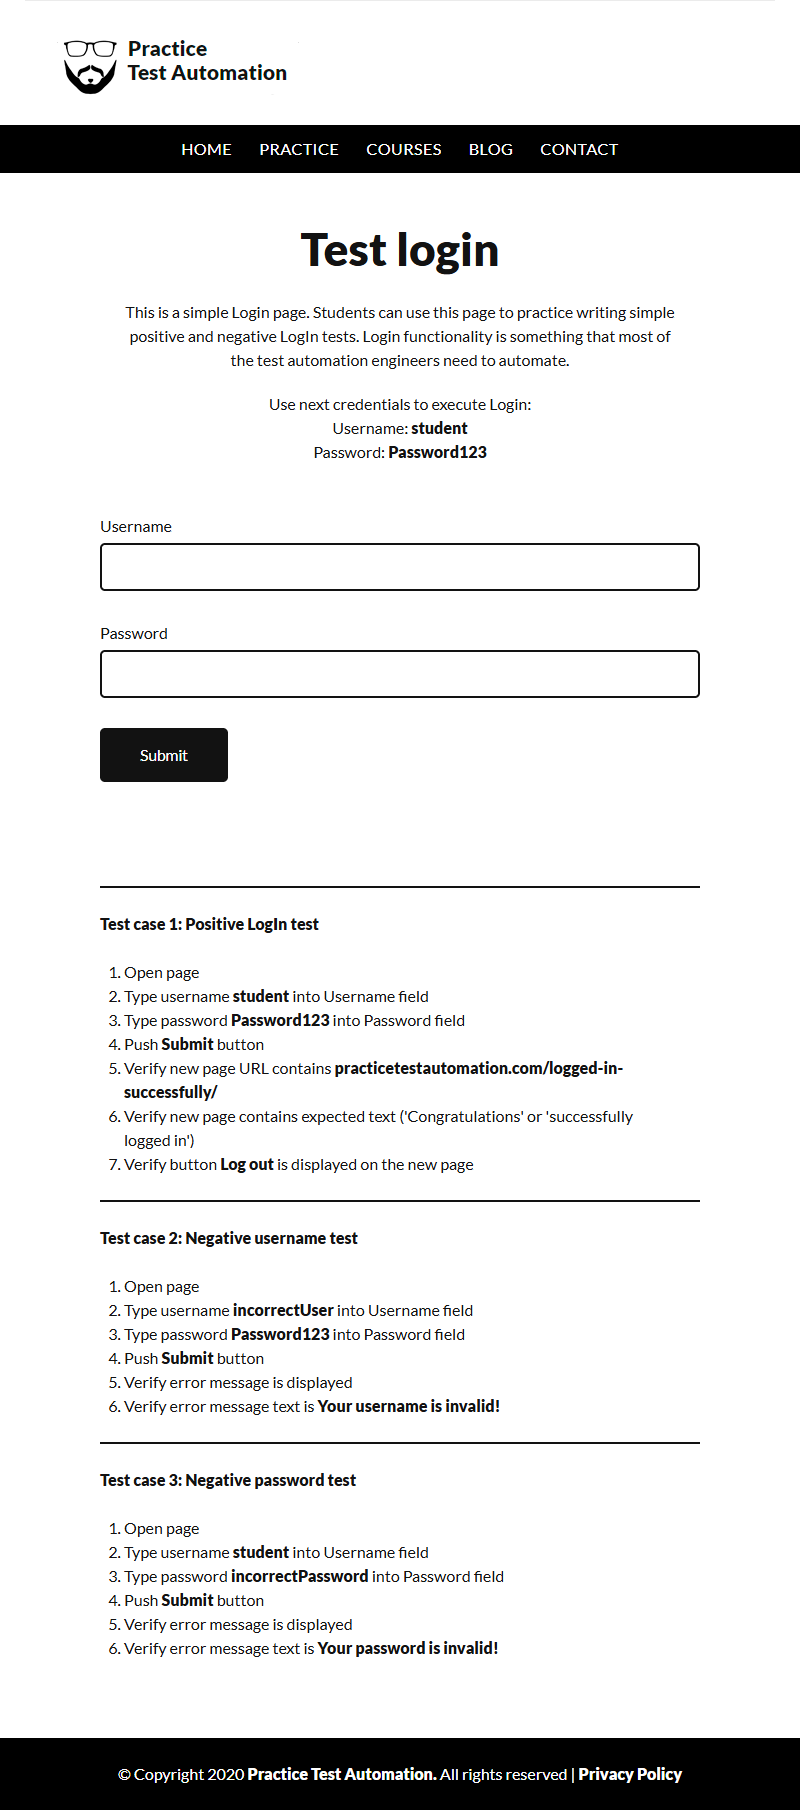 Practice
Test Automation
HOME PRACTICE COURSES BLOG CONTACT
Test login
This is a simple Login page. Students can use this page to practice writing simple
positive and negative LogIn tests. Login functionality is something that most of
the test automation engineers need to automate.
Use next credentials to execute Login:
Username: student
Password: Password123
Username
Password
Submit
Test case 1: Positive LogIn test
1. Open page
2. Type username student into Username field
3. Type password Password123 into Password field
4. Push Submit button
5. Verify new page URL contains practicetestautomation.com/logged-in-
successfully/
6. Verify new page contains expected text ('Congratulations' or 'successfully
logged in')
7. Verify button Log out is displayed on the new page
Test case 2: Negative username test
1. Open page
2. Type username incorrectUser into Username field
3. Type password Password123 into Password field
4. Push Submit button
5. Verify error message is displayed
6. Verify error message text is Your username is invalid!
Test case 3: Negative password test
1. Open page
2. Type username student into Username field
3. Type password incorrectPassword into Password field
4. Push Submit button
5. Verify error message is displayed
6. Verify error message text is Your password is invalid!
© Copyright 2020 Practice Test Automation. All rights reserved | Privacy Policy